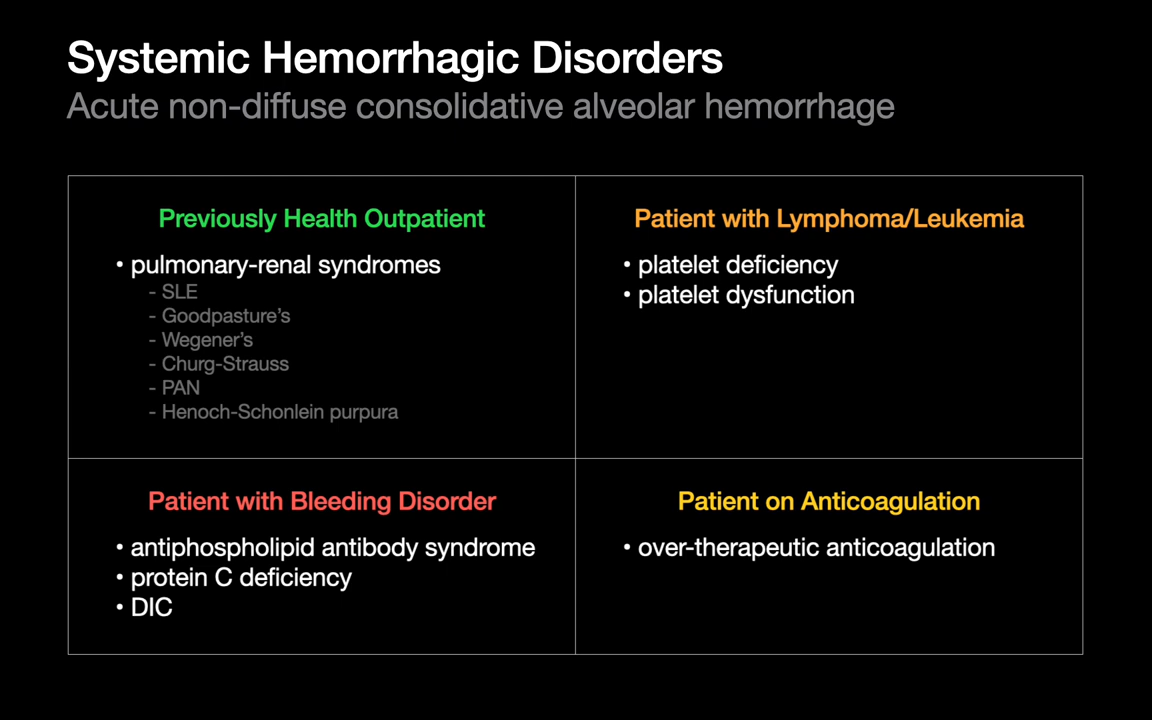 Systemic Hemorrhagic Disorders
Acute non-diffuse consolidative alveolar hemorrhage
Previously Health Outpatient
• pulmonary-renal syndromes
- SLE
- Goodpasture’s
- Wegener’s
- Churg-Strauss
- PAN
- Henoch-Schonlein purpura
Patient with Lymphoma/Leukemia
• platelet deficiency
• platelet dysfunction
Patient with Bleeding Disorder
• antiphospholipid antibody syndrome
• protein C deficiency
• DIC
Patient on Anticoagulation
• over-therapeutic anticoagulation